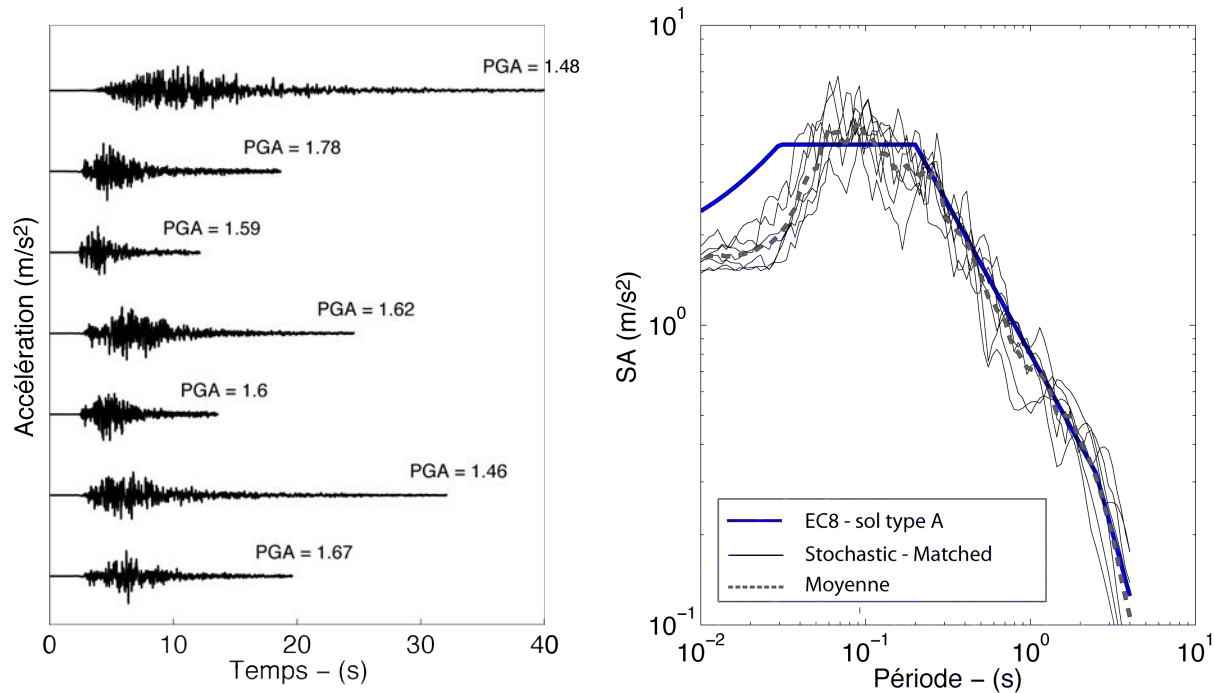 PGA = 1.48
PGA = 1.78
PGA = 1.59
PGA = 1.62
PGA = 1.6
PGA = 1.46
PGA = 1.67
Accélération (m/s²)
0 10 20 30 40
Temps – (s)
10¹
10⁰
10⁻¹
SA (m/s²)
EC8 - sol type A
Stochastic - Matched
Moyenne
10⁻² 10⁻¹ 10⁰ 10¹
Période – (s)